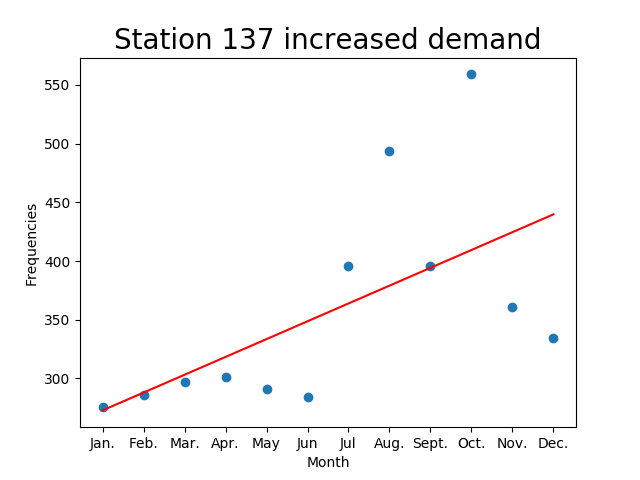 Station 137 increased demand
550
500
450
400
350
300
Frequencies
Jan. Feb. Mar. Apr. May Jun Jul Aug. Sept. Oct. Nov. Dec.
Month